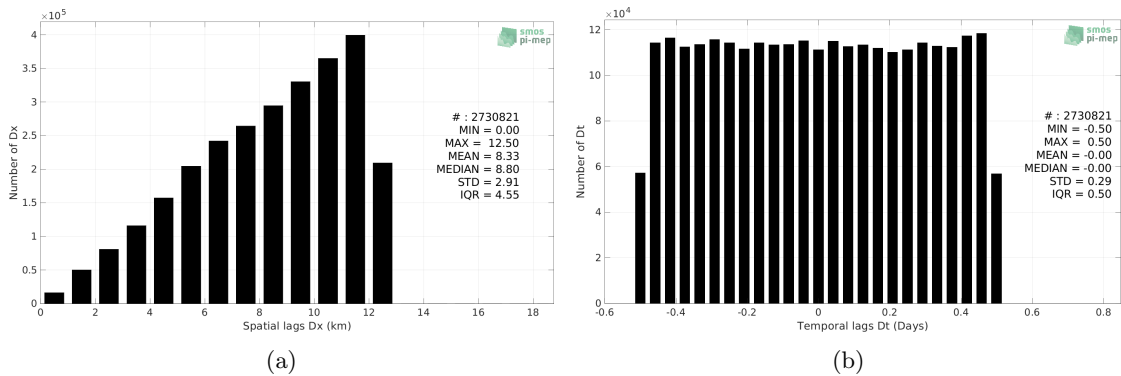 ×10^5
4
3.5
3
2.5
2
1.5
1
0.5
0
Number of Dx
smos
pi-mep
# : 2730821
MIN = 0.00
MAX = 12.50
MEAN = 8.33
MEDIAN = 8.80
STD = 2.91
IQR = 4.55
0 2 4 6 8 10 12 14 16 18
Spatial lags Dx (km)
(a)
×10^4
12
10
8
6
4
2
0
Number of Dt
smos
pi-mep
# : 2730821
MIN = -0.50
MAX = 0.50
MEAN = -0.00
MEDIAN = -0.00
STD = 0.29
IQR = 0.50
-0.6 -0.4 -0.2 0 0.2 0.4 0.6 0.8
Temporal lags Dt (Days)
(b)